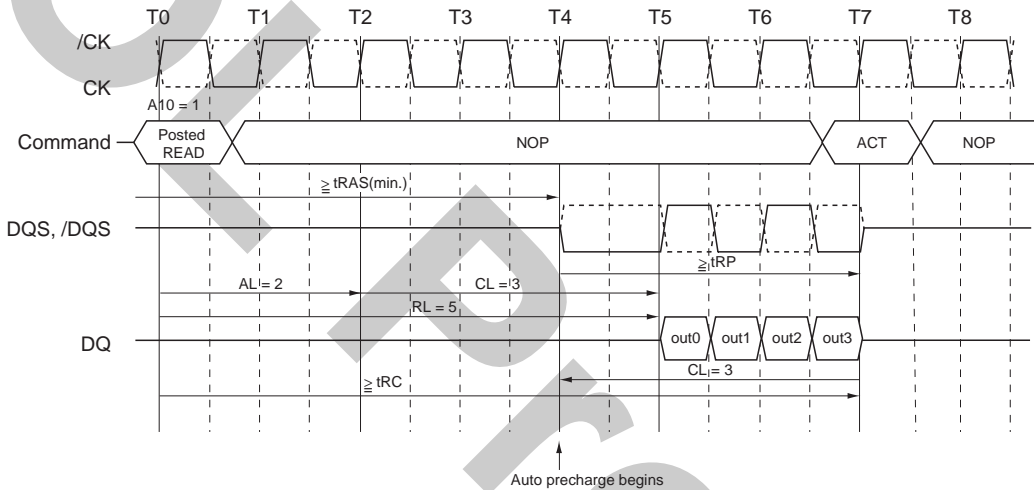 T0 T1 T2 T3 T4 T5 T6 T7 T8
/CK
CK
A10 = 1
Command
Posted
READ
NOP
ACT
NOP
≧ tRAS(min.)
DQS, /DQS
≧ tRP
AL = 2
CL = 3
RL = 5
DQ
out0 out1 out2 out3
CL = 3
≧ tRC
Auto precharge begins